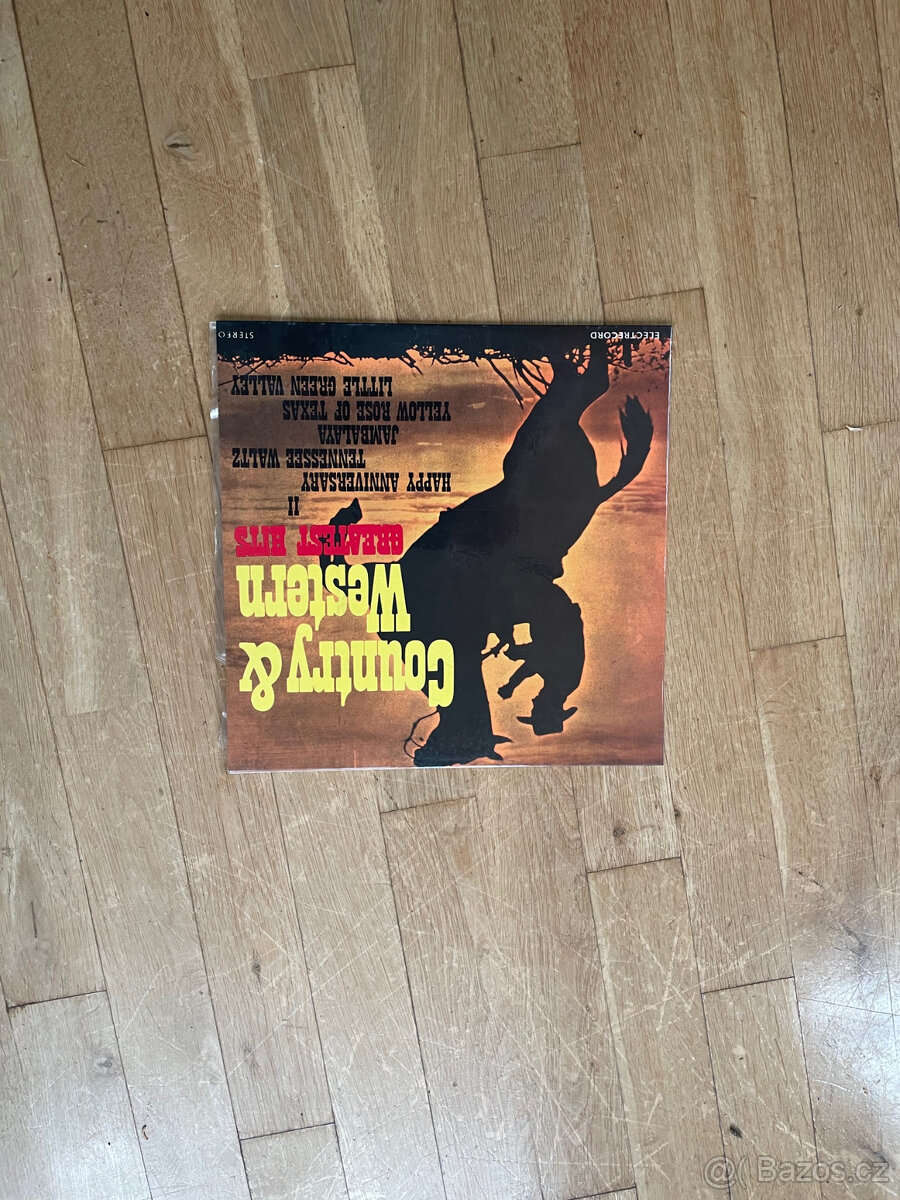 Country &
Western
GREATEST HITS
II
HAPPY ANNIVERSARY
TENNESSEE WALTZ
JAMBALAYA
YELLOW ROSE OF TEXAS
LITTLE GREEN VALLEY
ELECTRECORD
STEREO
@ Bazos.cz